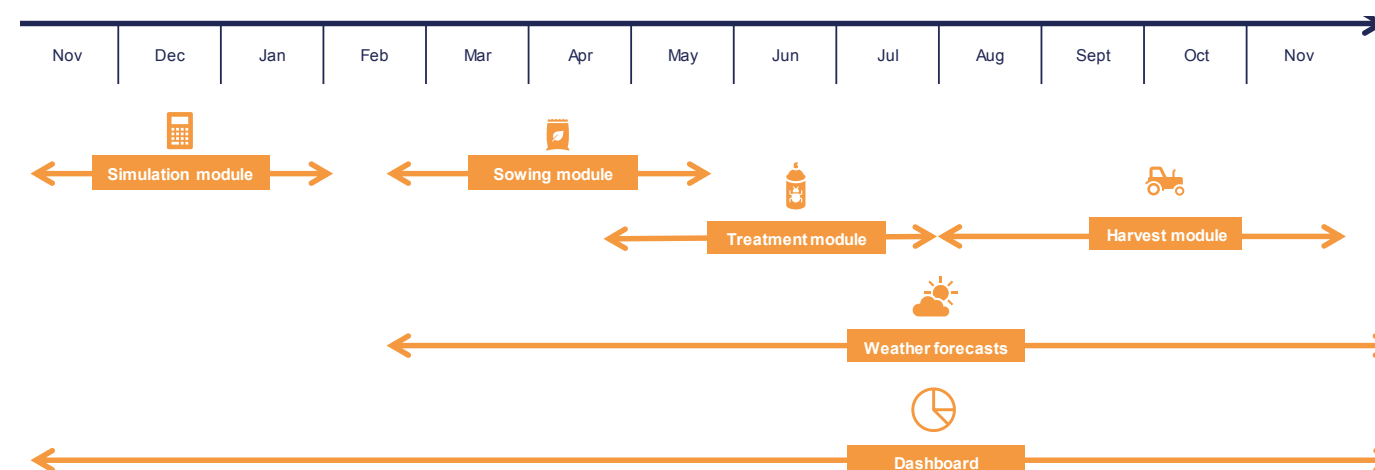 Nov Dec Jan Feb Mar Apr May Jun Jul Aug Sept Oct Nov
Simulation module Sowing module
Treatment module Harvest module
Weather forecasts
Dashboard